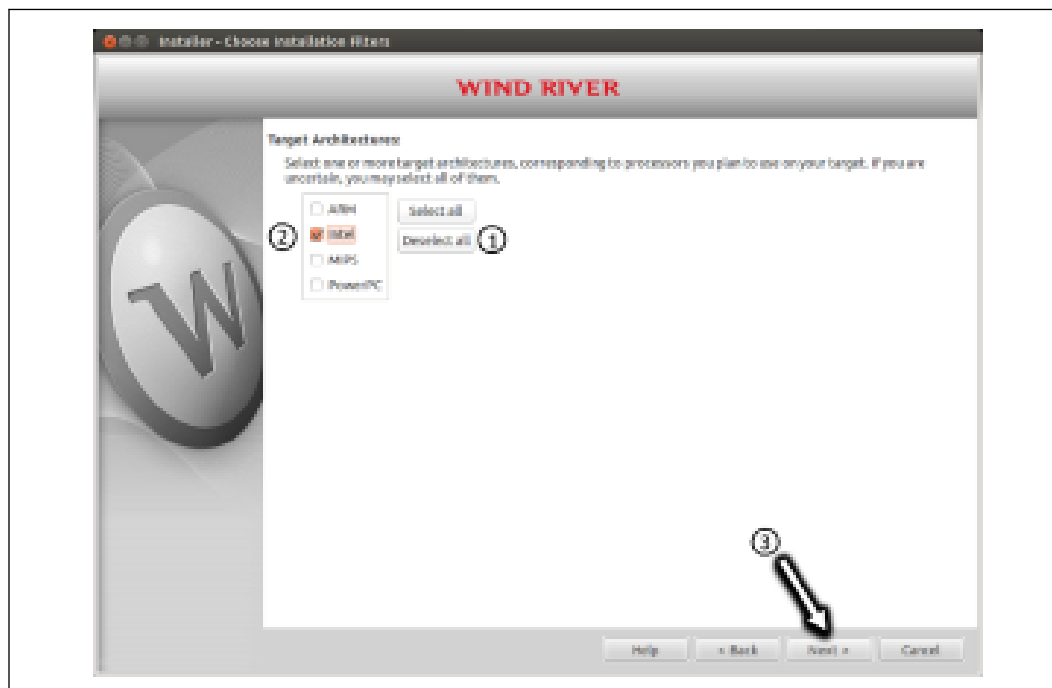 Installer - Choose Installation Filters
WIND RIVER
Target Architectures:
Select one or more target architectures, corresponding to processors you plan to use on your target. If you are
uncertain, you may select all of them.
ARM
Select all
② Intel
Deselect all ①
MIPS
PowerPC
③
W
Help
< Back
Next >
Cancel